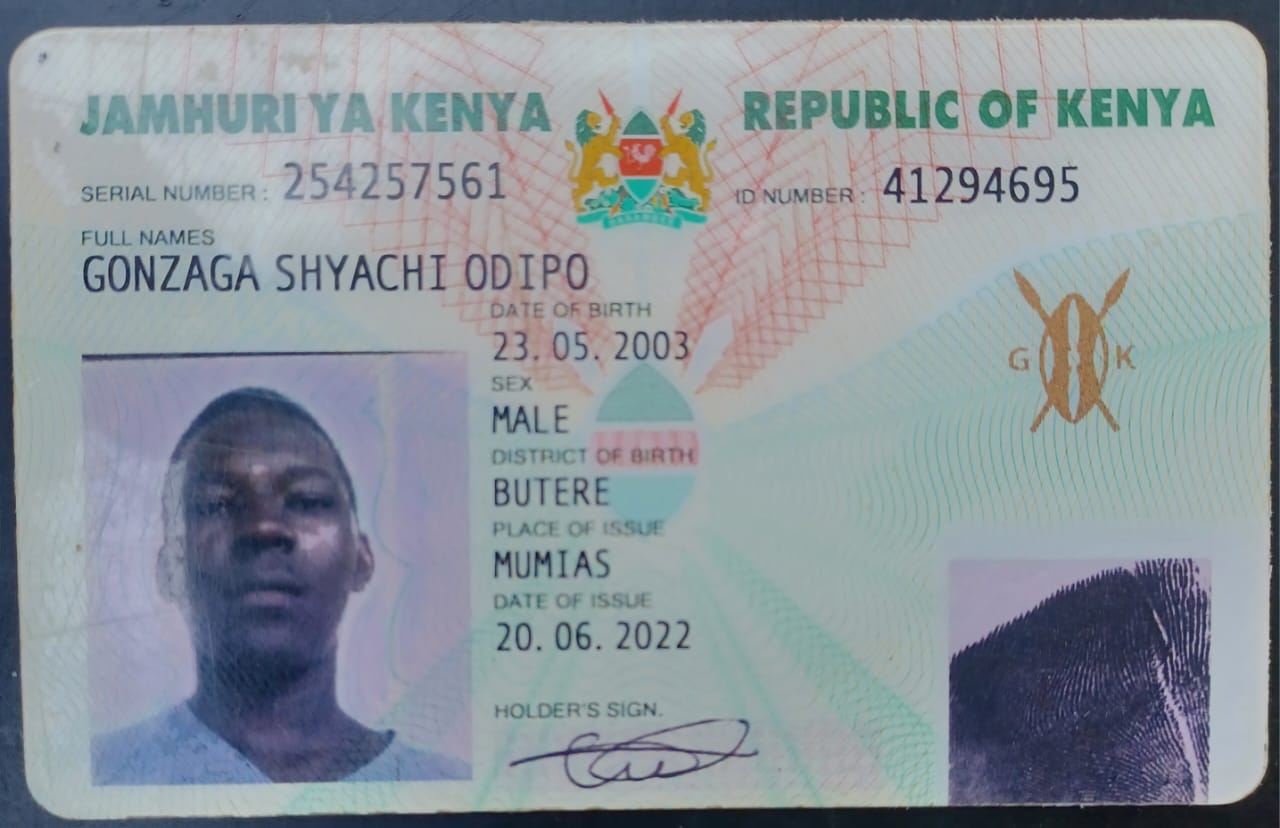 JAMHURI YA KENYA REPUBLIC OF KENYA
SERIAL NUMBER : 254257561 ID NUMBER : 41294695
FULL NAMES
GONZAGA SHYACHI ODIPO
DATE OF BIRTH
23. 05. 2003
SEX
MALE
G K
DISTRICT OF BIRTH
BUTERE
PLACE OF ISSUE
MUMIAS
DATE OF ISSUE
20. 06. 2022
HOLDER'S SIGN.